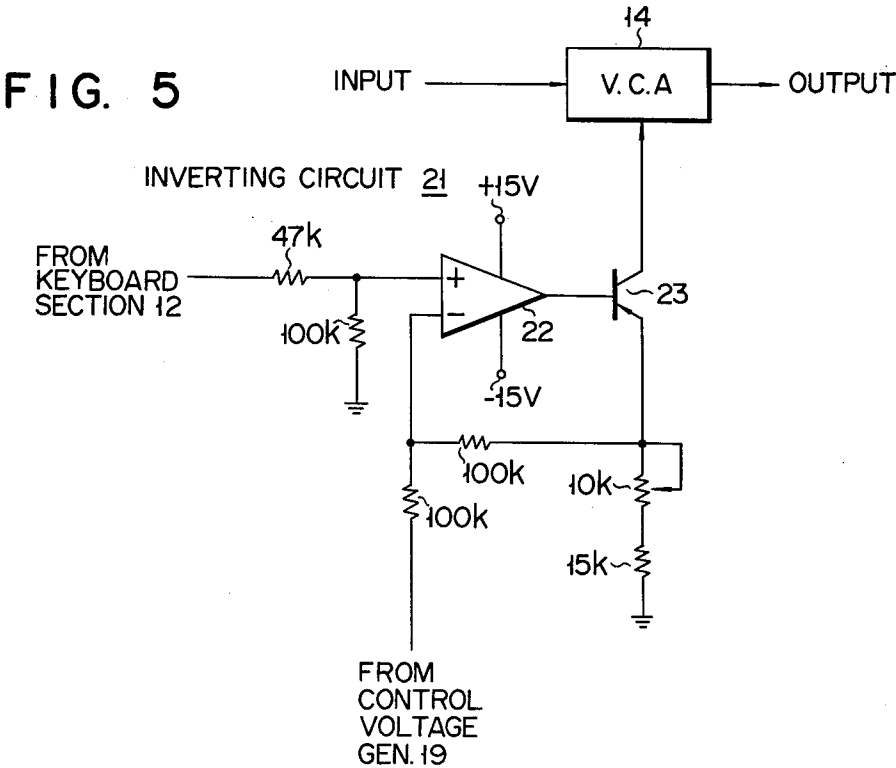 14
FIG. 5
INPUT
V.C.A
OUTPUT
INVERTING CIRCUIT 21
+15V
47k
FROM
KEYBOARD
SECTION 12
+
23
100k
-
22
-15V
100k
10k
100k
15k
FROM
CONTROL
VOLTAGE
GEN. 19